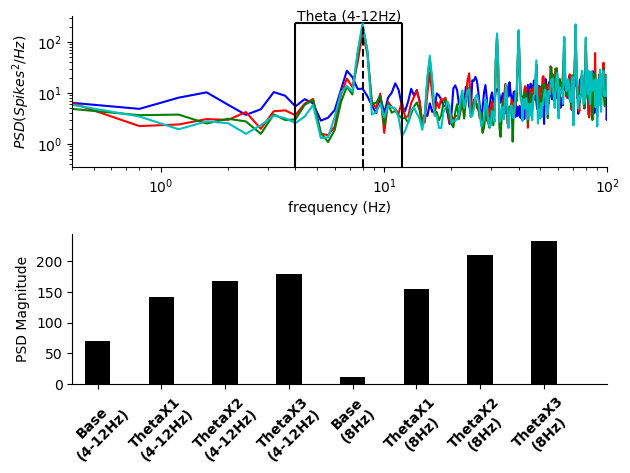 Theta (4-12Hz)
PSD(Spikes²/Hz)
10²
10¹
10⁰
10⁰ 10¹ 10²
frequency (Hz)
PSD Magnitude
200
150
100
50
0
Base
(4-12Hz)
ThetaX1
(4-12Hz)
ThetaX2
(4-12Hz)
ThetaX3
(4-12Hz)
Base
(8Hz)
ThetaX1
(8Hz)
ThetaX2
(8Hz)
ThetaX3
(8Hz)